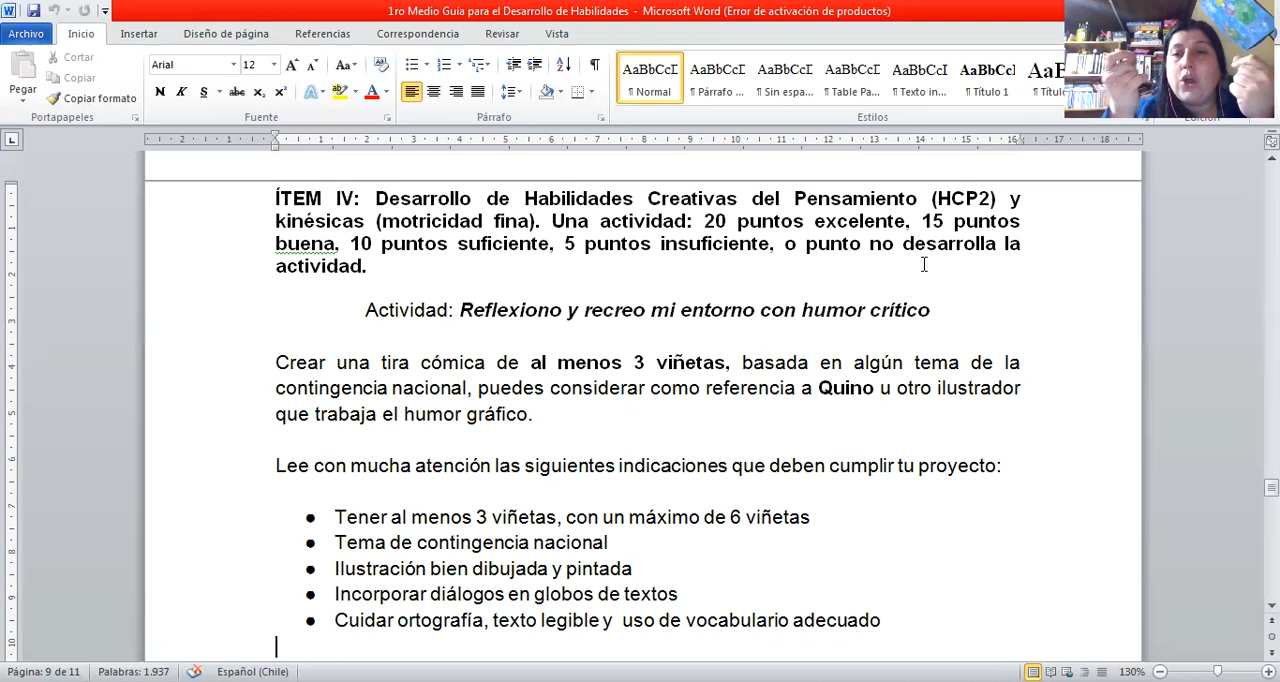 1ro Medio Guía para el Desarrollo de Habilidades - Microsoft Word (Error de activación de productos)
Archivo Inicio Insertar Diseño de página Referencias Correspondencia Revisar Vista
Pegar
Cortar
Copiar
Copiar formato
Portapapeles
Arial 12
N K S abc x₂ x²
Fuente
Párrafo
AaBbCcI AaBbCcI AaBbCcI AaBbCcI AaBbCcI AaBbCcI
¶ Normal ¶ Párrafo ... ¶ Sin espa... ¶ Table Pa... ¶ Texto in... ¶ Título 1
Estilos
ÍTEM IV: Desarrollo de Habilidades Creativas del Pensamiento (HCP2) y
kinésicas (motricidad fina). Una actividad: 20 puntos excelente, 15 puntos
buena, 10 puntos suficiente, 5 puntos insuficiente, o punto no desarrolla la
actividad.
Actividad: Reflexiono y recreo mi entorno con humor crítico
Crear una tira cómica de al menos 3 viñetas, basada en algún tema de la
contingencia nacional, puedes considerar como referencia a Quino u otro ilustrador
que trabaja el humor gráfico.
Lee con mucha atención las siguientes indicaciones que deben cumplir tu proyecto:
● Tener al menos 3 viñetas, con un máximo de 6 viñetas
● Tema de contingencia nacional
● Ilustración bien dibujada y pintada
● Incorporar diálogos en globos de textos
● Cuidar ortografía, texto legible y uso de vocabulario adecuado
Página: 9 de 11 Palabras: 1.937 Español (Chile) 130%